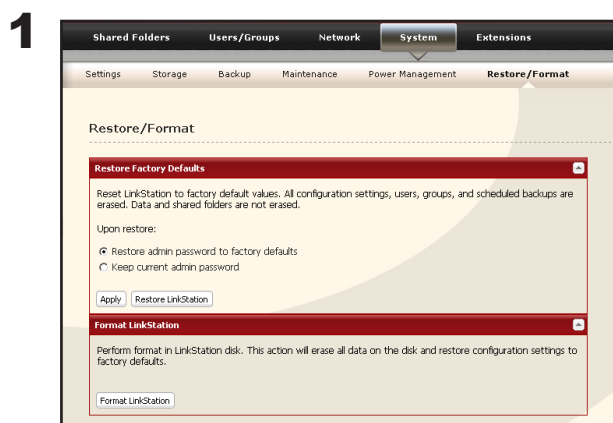 1
Shared Folders Users/Groups Network System Extensions
Settings Storage Backup Maintenance Power Management Restore/Format
Restore/Format
Restore Factory Defaults
Reset LinkStation to factory default values. All configuration settings, users, groups, and scheduled backups are
erased. Data and shared folders are not erased.
Upon restore:
Restore admin password to factory defaults
Keep current admin password
Apply Restore LinkStation
Format LinkStation
Perform format in LinkStation disk. This action will erase all data on the disk and restore configuration settings to
factory defaults.
Format LinkStation